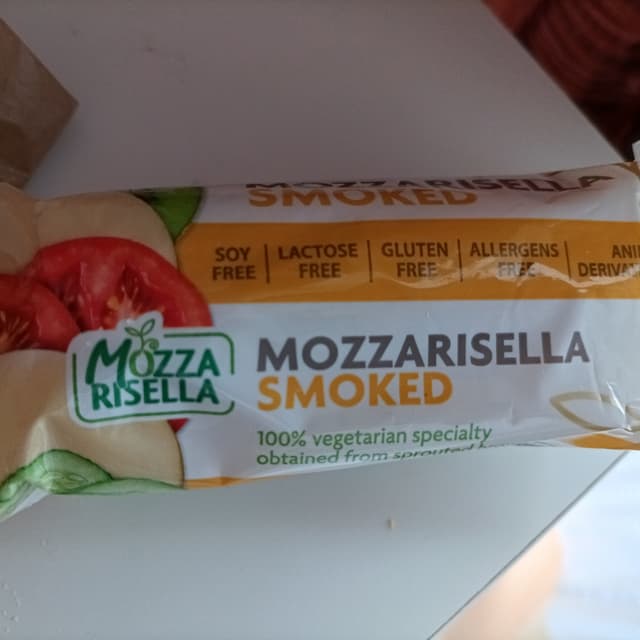 MOZZARISELLA
SMOKED
SOY FREE
LACTOSE FREE
GLUTEN FREE
ALLERGENS FREE
MOZZA
RISELLA
MOZZARISELLA
SMOKED
100% vegetarian specialty
obtained from sprouted